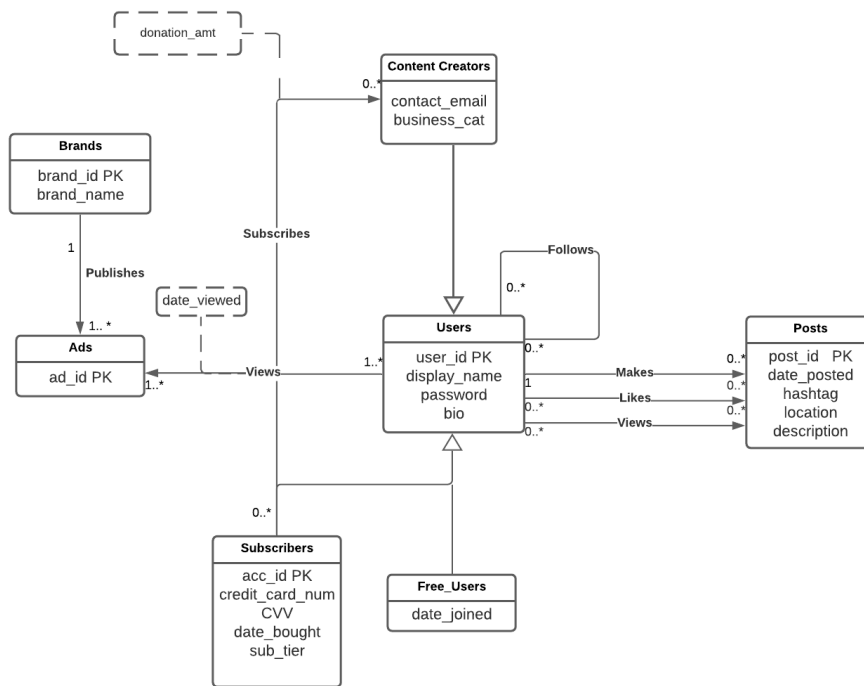 donation_amt
Content Creators
0..*
contact_email
business_cat
Brands
brand_id PK
brand_name
Subscribes
1
Publishes
Follows
0..*
date_viewed
1.. *
Ads
ad_id PK
1..*
Views
1..*
Users
user_id PK
display_name
password
bio
0..*
1
Makes
0..*
0..*
Likes
0..*
0..*
Views
0..*
Posts
post_id PK
date_posted
hashtag
location
description
0..*
Subscribers
acc_id PK
credit_card_num
CVV
date_bought
sub_tier
Free_Users
date_joined